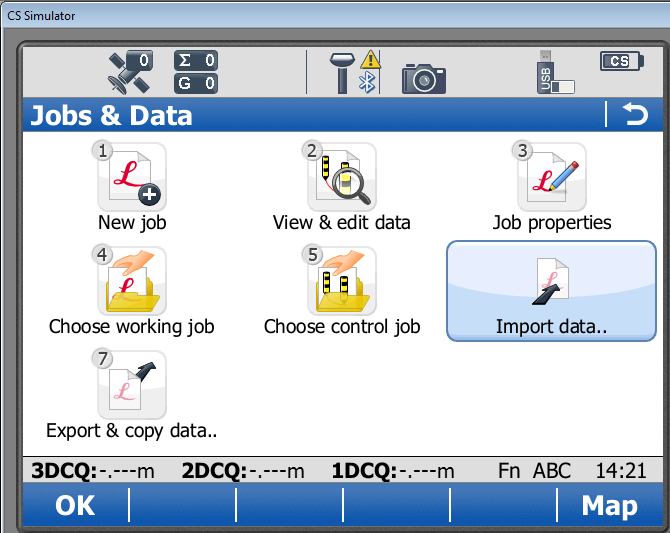 CS Simulator
0
Σ 0
G 0
USB
CS
Jobs & Data
1
New job
2
View & edit data
3
Job properties
4
Choose working job
5
Choose control job
Import data..
7
Export & copy data..
3DCQ:-.---m 2DCQ:-.---m 1DCQ:-.---m Fn ABC 14:21
OK Map